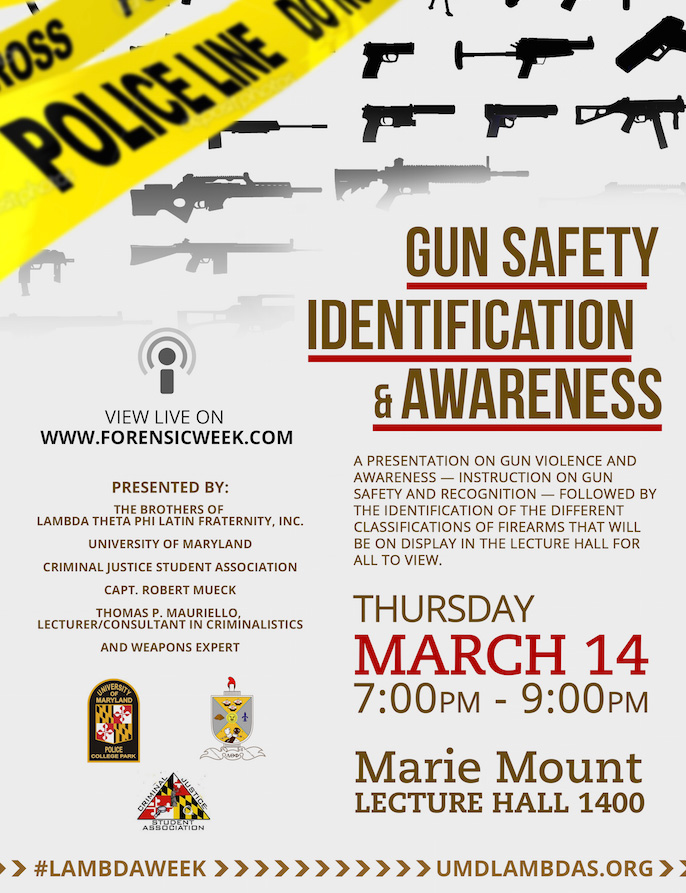 ROSS
POLICE LINE DO NO
GUN SAFETY
IDENTIFICATION
& AWARENESS
VIEW LIVE ON
WWW.FORENSICWEEK.COM
PRESENTED BY:
THE BROTHERS OF
LAMBDA THETA PHI LATIN FRATERNITY, INC.
UNIVERSITY OF MARYLAND
CRIMINAL JUSTICE STUDENT ASSOCIATION
CAPT. ROBERT MUECK
THOMAS P. MAURIELLO,
LECTURER/CONSULTANT IN CRIMINALISTICS
AND WEAPONS EXPERT
A PRESENTATION ON GUN VIOLENCE AND
AWARENESS — INSTRUCTION ON GUN
SAFETY AND RECOGNITION — FOLLOWED BY
THE IDENTIFICATION OF THE DIFFERENT
CLASSIFICATIONS OF FIREARMS THAT WILL
BE ON DISPLAY IN THE LECTURE HALL FOR
ALL TO VIEW.
THURSDAY
MARCH 14
7:00PM - 9:00PM
Marie Mount
LECTURE HALL 1400
UNIVERSITY
OF
MARYLAND
POLICE
COLLEGE PARK
CRIMINAL JUSTICE
STUDENT
ASSOCIATION
#LAMBDAWEEK
UMDLAMBDAS.ORG